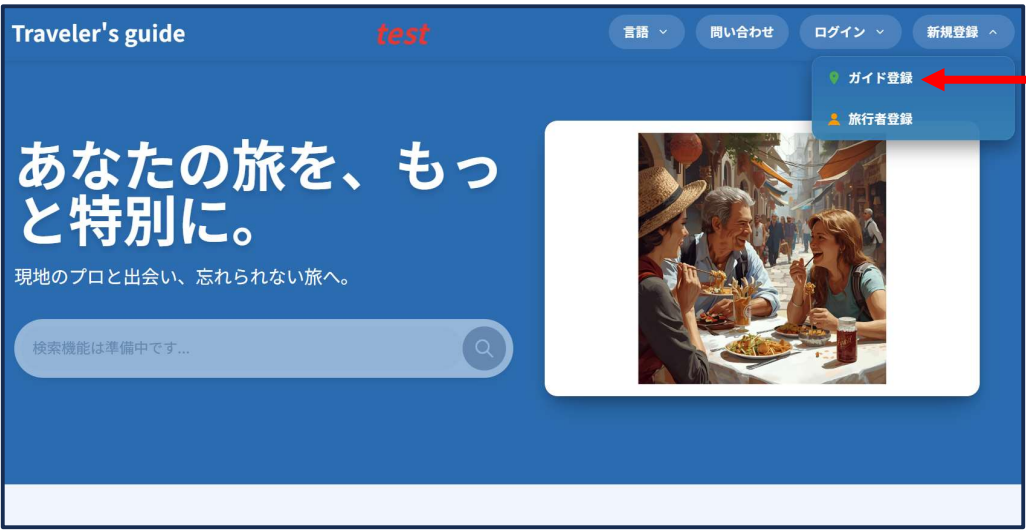 Traveler's guide
test
言語
問い合わせ
ログイン
新規登録
ガイド登録
旅行者登録
あなたの旅を、もっ
と特別に。
現地のプロと出会い、忘れられない旅へ。
検索機能は準備中です...